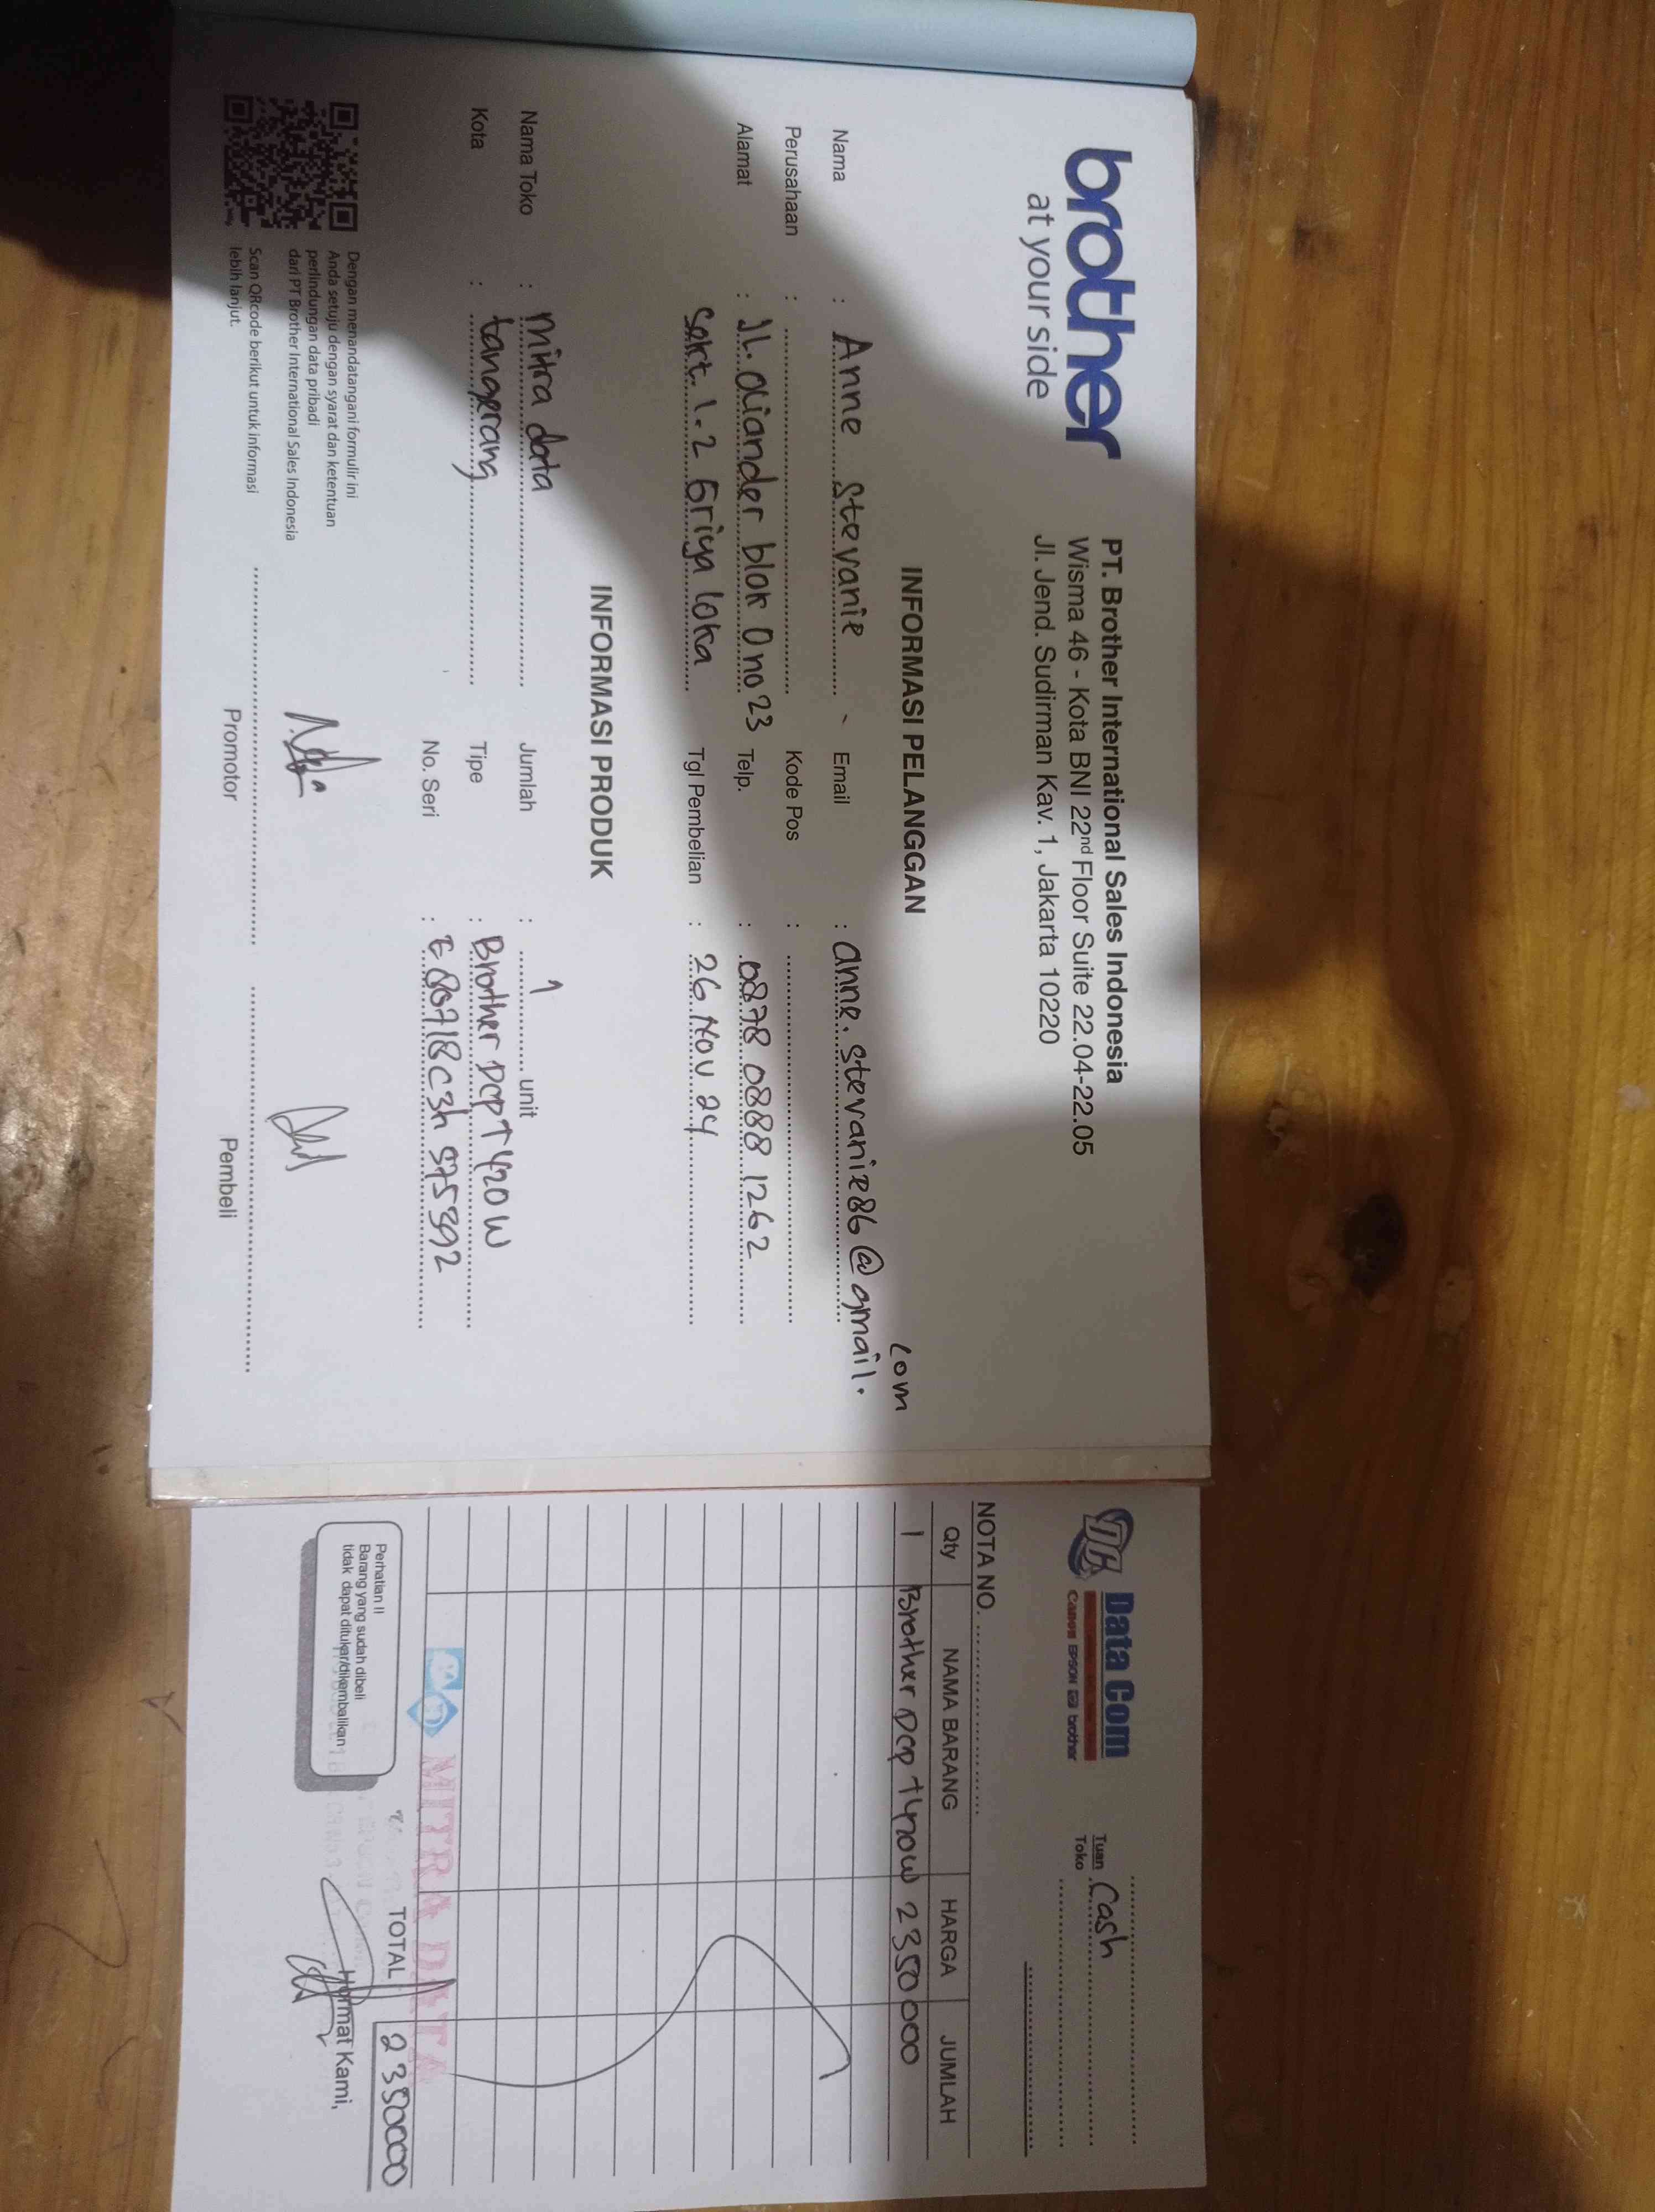 brother
at your side
PT. Brother International Sales Indonesia
Wisma 46 - Kota BNI 22nd Floor Suite 22.04-22.05
Jl. Jend. Sudirman Kav. 1, Jakarta 10220
INFORMASI PELANGGAN
Nama : Anne Stevanie
Email : anne.stevanie86@gmail.com
Perusahaan :
Kode Pos :
Alamat : JL. Oliander blok O no 23
Telp. : 0878 0888 1262
Sekt. 1-2 Griya loka
Tgl Pembelian : 26 Nov 24
INFORMASI PRODUK
Nama Toko : Mitra data
Jumlah : 1 unit
Kota : tangerang
Tipe : Brother DCP T420W
No. Seri : E80718C3H 575392
Dengan menandatangani formulir ini
Anda setuju dengan syarat dan ketentuan
perlindungan data pribadi
dari PT Brother International Sales Indonesia
Scan QRcode berikut untuk informasi
lebih lanjut.
Promotor
Pembeli
Data Com
Canon EPSON brother
Tuan
Toko
Cash
NOTA NO.
Qty NAMA BARANG HARGA JUMLAH
1 Brother DCP T420W 2350000
MITRA DATA
TOTAL 2350000
Perhatian !!
Barang yang sudah dibeli
tidak dapat ditukar/dikembalikan
Hormat Kami,